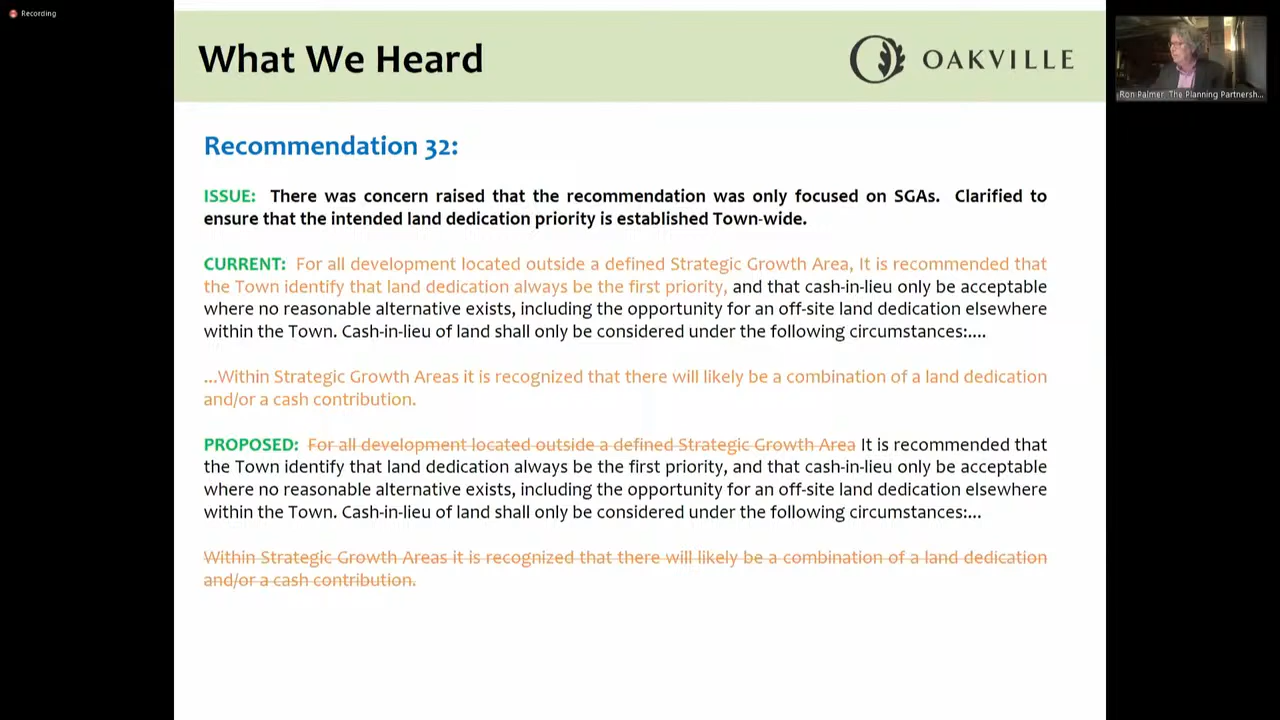 Recording
What We Heard
OAKVILLE
Ron Palmer The Planning Partnersh...
Recommendation 32:
ISSUE: There was concern raised that the recommendation was only focused on SGAs. Clarified to
ensure that the intended land dedication priority is established Town-wide.
CURRENT: For all development located outside a defined Strategic Growth Area, It is recommended that
the Town identify that land dedication always be the first priority, and that cash-in-lieu only be acceptable
where no reasonable alternative exists, including the opportunity for an off-site land dedication elsewhere
within the Town. Cash-in-lieu of land shall only be considered under the following circumstances:....
...Within Strategic Growth Areas it is recognized that there will likely be a combination of a land dedication
and/or a cash contribution.
PROPOSED: For all development located outside a defined Strategic Growth Area It is recommended that
the Town identify that land dedication always be the first priority, and that cash-in-lieu only be acceptable
where no reasonable alternative exists, including the opportunity for an off-site land dedication elsewhere
within the Town. Cash-in-lieu of land shall only be considered under the following circumstances:...
Within Strategic Growth Areas it is recognized that there will likely be a combination of a land dedication
and/or a cash contribution.